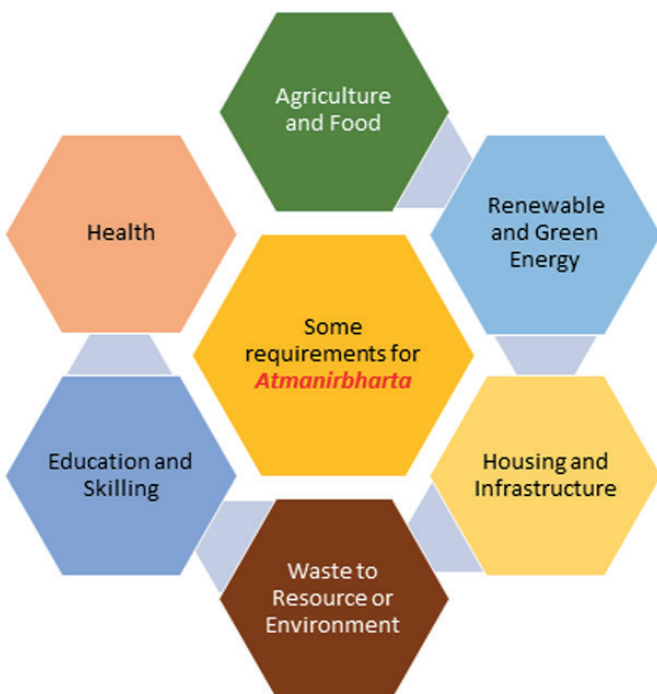 Agriculture
and Food
Renewable
and Green
Energy
Housing and
Infrastructure
Waste to
Resource or
Environment
Education and
Skilling
Health
Some
requirements for
Atmanirbharta